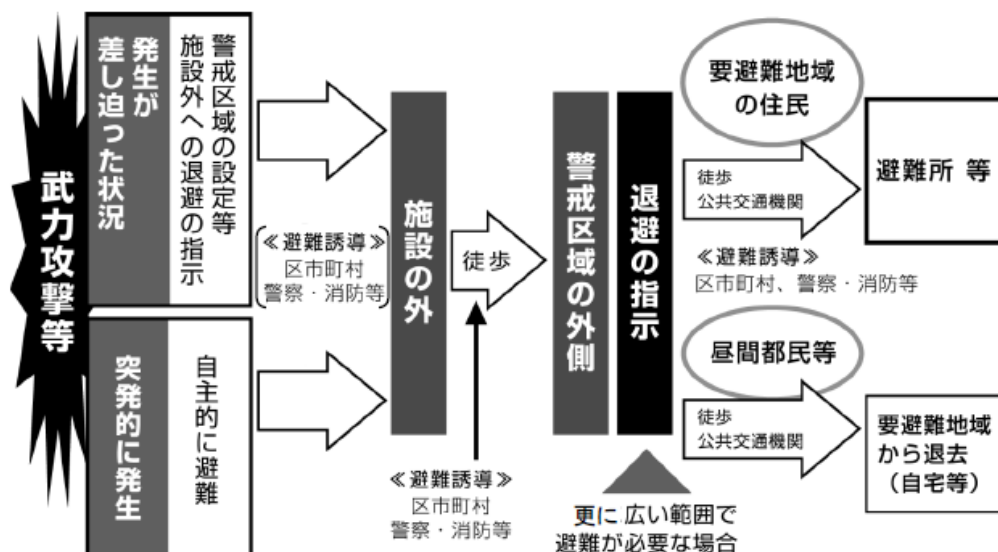 武力攻撃等
発生が
差し迫った状況
警戒区域の設定等
施設外への退避の指示
突発的に発生
自主的に避難
≪避難誘導≫
区市町村
警察・消防等
施設の外
徒歩
≪避難誘導≫
区市町村
警察・消防等
警戒区域の外側
退避の指示
更に広い範囲で
避難が必要な場合
要避難地域
の住民
徒歩
公共交通機関
≪避難誘導≫
区市町村、警察・消防等
避難所 等
昼間都民等
徒歩
公共交通機関
要避難地域
から退去
(自宅等)